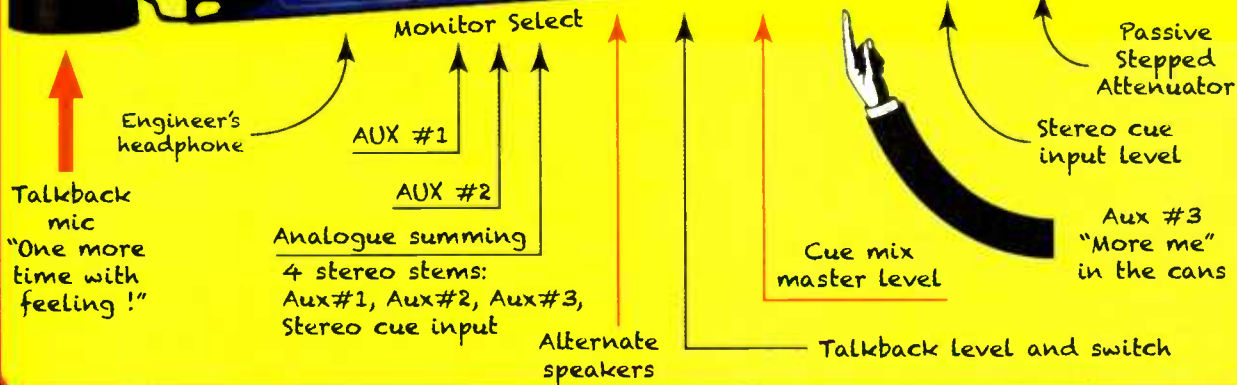 Monitor Select
Passive
Stepped
Attenuator
Engineer's
headphone
AUX #1
Stereo cue
input level
Talkback
mic
"One more
time with
feeling !"
AUX #2
Analogue summing
4 stereo stems:
Aux#1, Aux#2, Aux#3,
Stereo cue input
Cue mix
master level
Aux #3
"More me"
in the cans
Alternate
speakers
Talkback level and switch